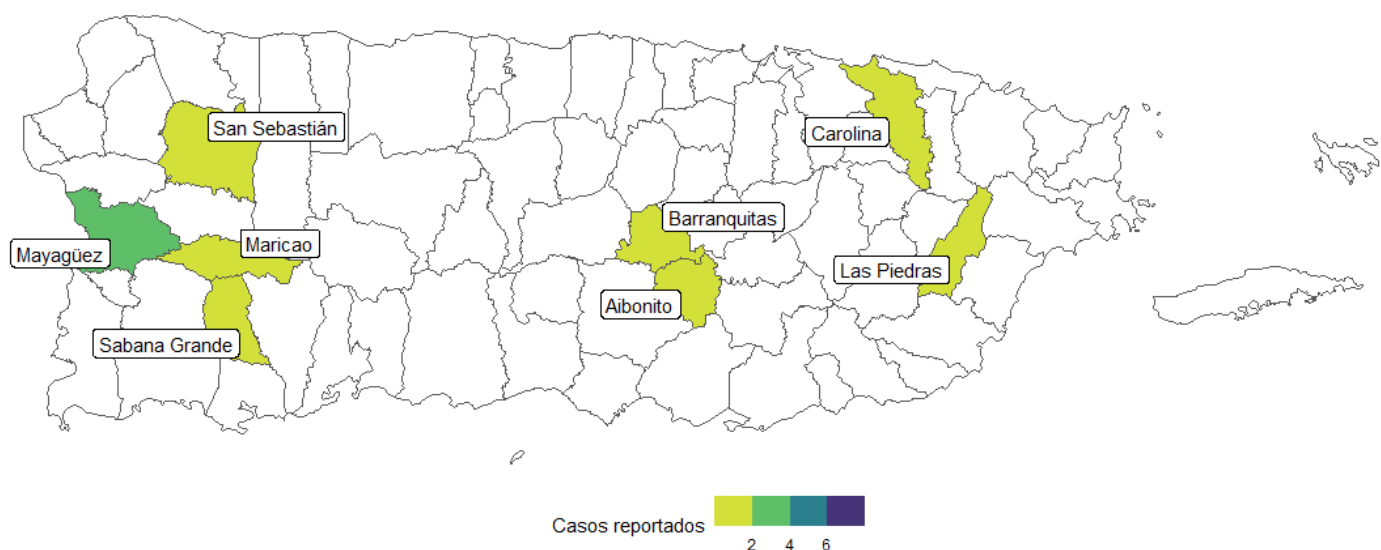 San Sebastián
Carolina
Barranquitas
Maricao
Mayagüez
Las Piedras
Aibonito
Sabana Grande
Casos reportados
2 4 6